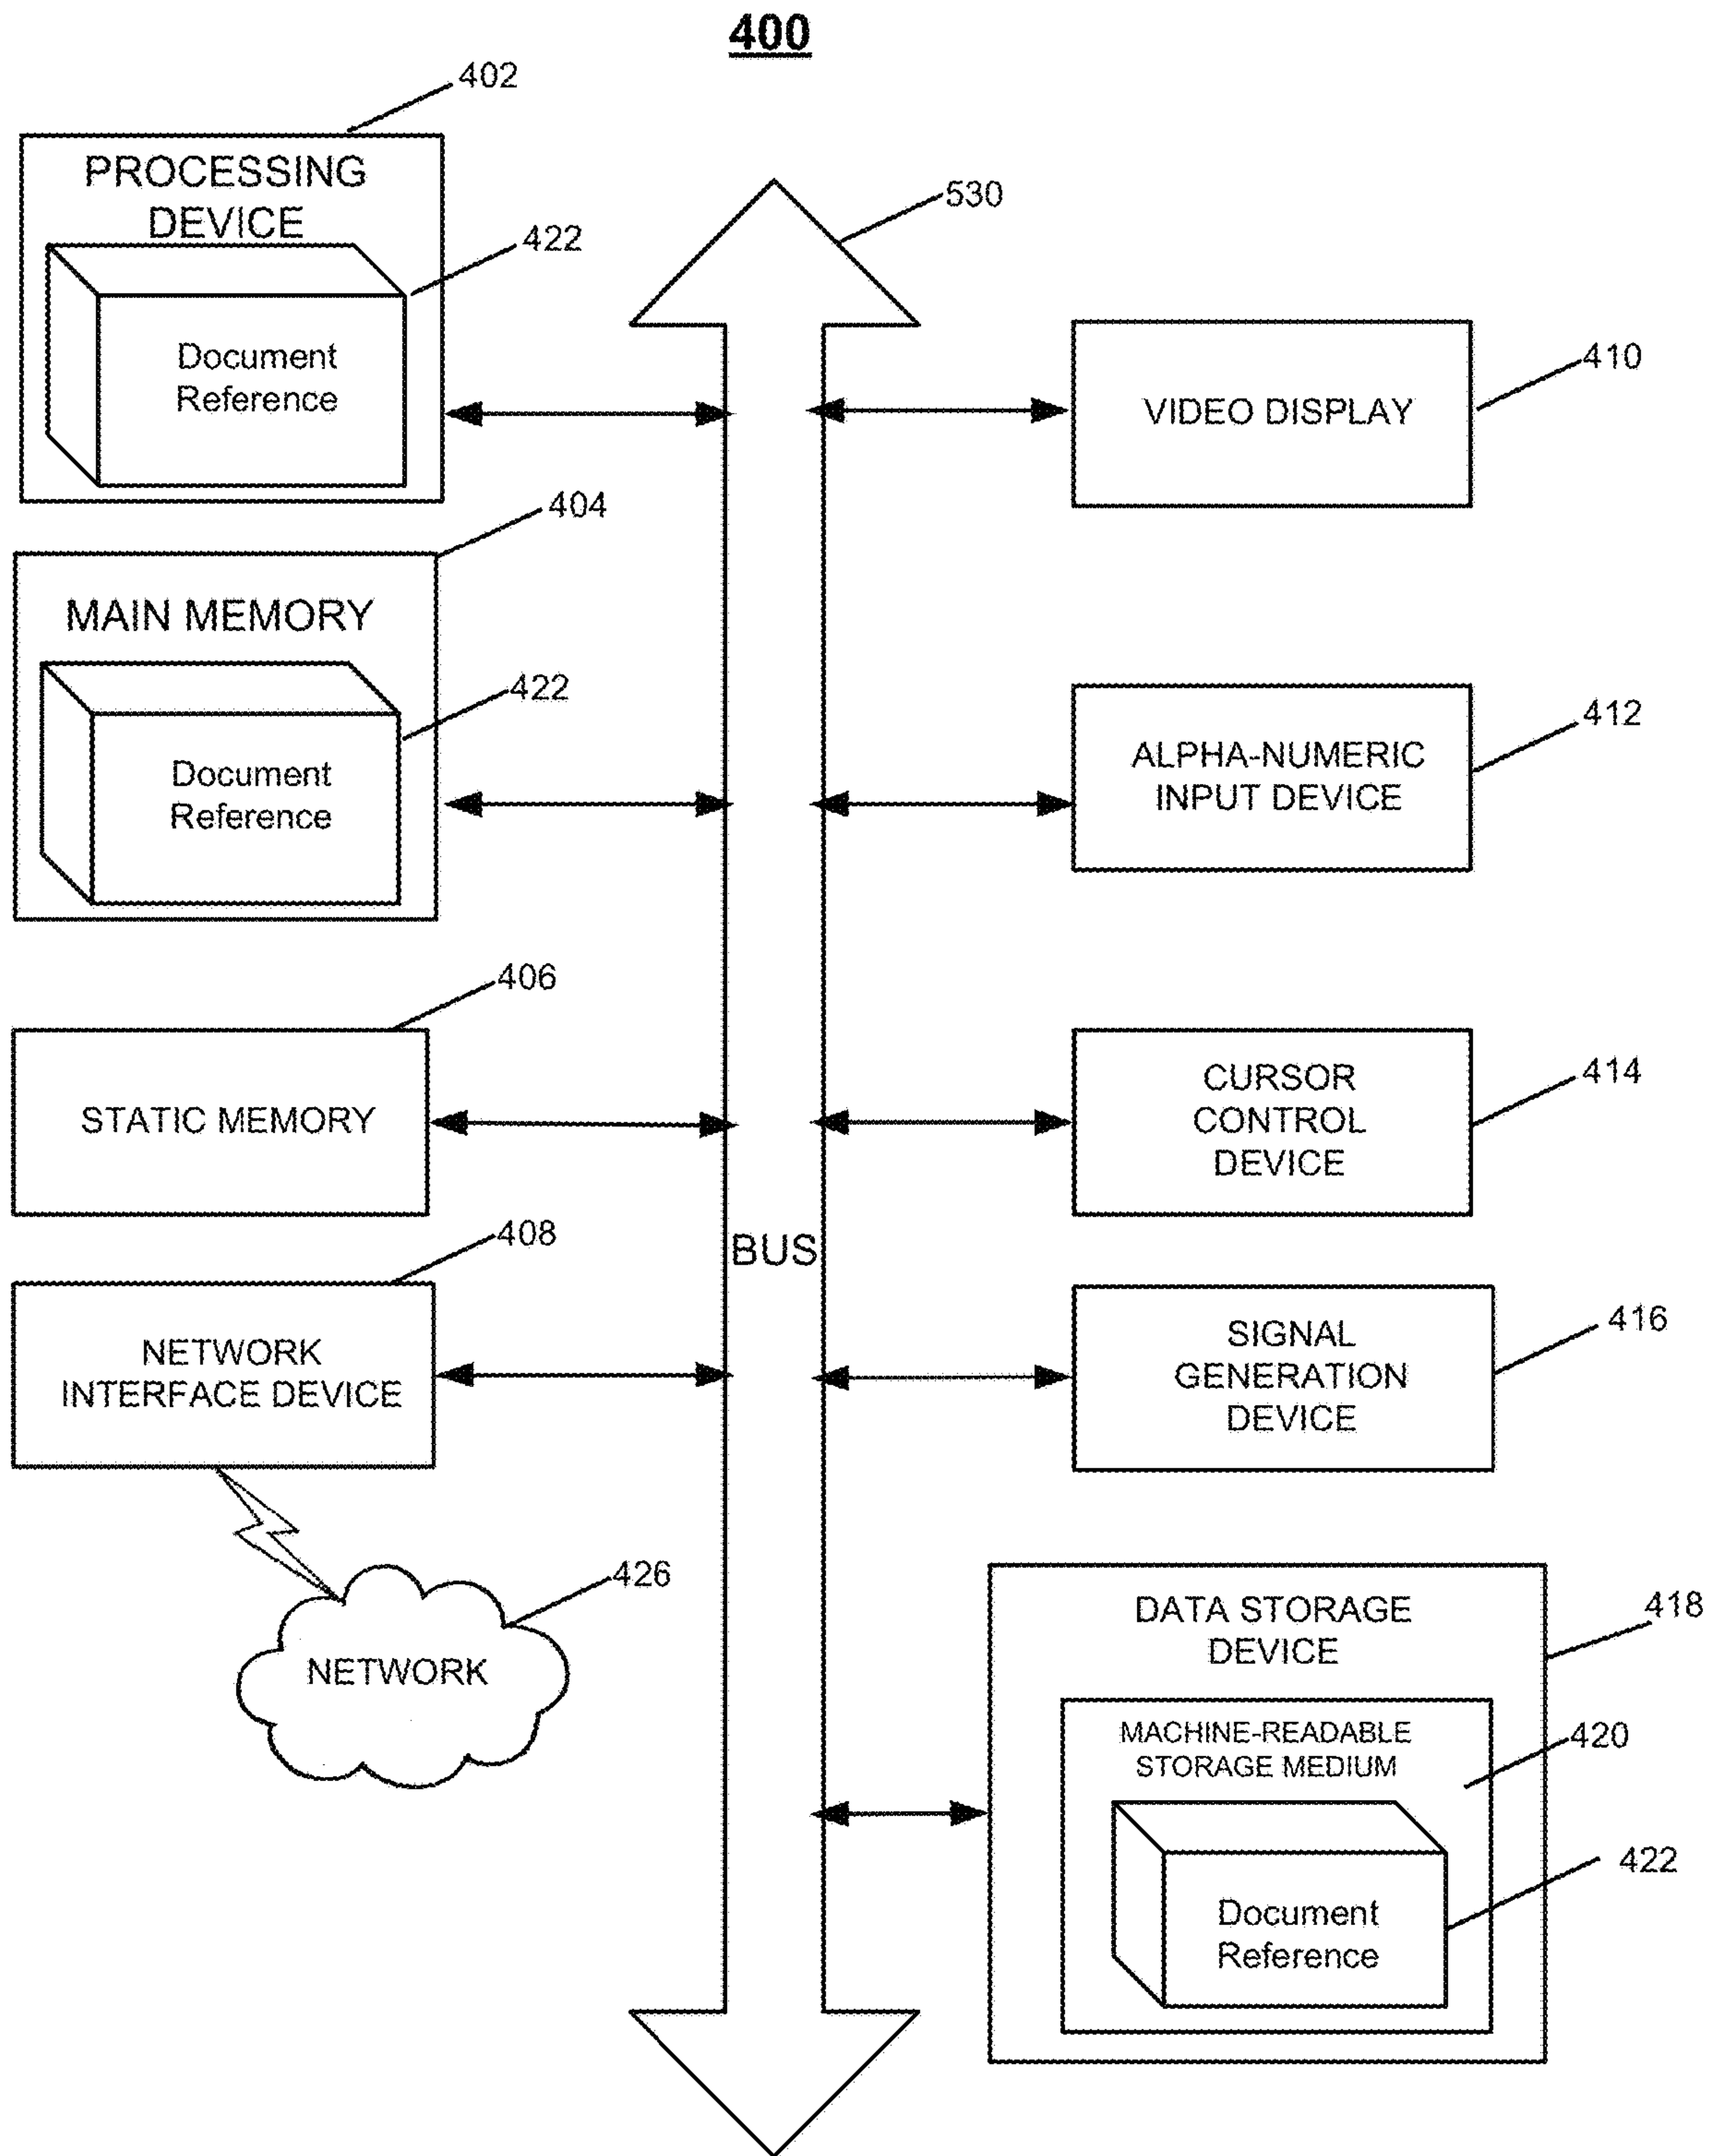 400
402
PROCESSING
DEVICE
422
Document
Reference
404
MAIN MEMORY
422
Document
Reference
406
STATIC MEMORY
408
NETWORK
INTERFACE DEVICE
426
NETWORK
530
BUS
410
VIDEO DISPLAY
412
ALPHA-NUMERIC
INPUT DEVICE
414
CURSOR
CONTROL
DEVICE
416
SIGNAL
GENERATION
DEVICE
418
DATA STORAGE
DEVICE
420
MACHINE-READABLE
STORAGE MEDIUM
422
Document
Reference